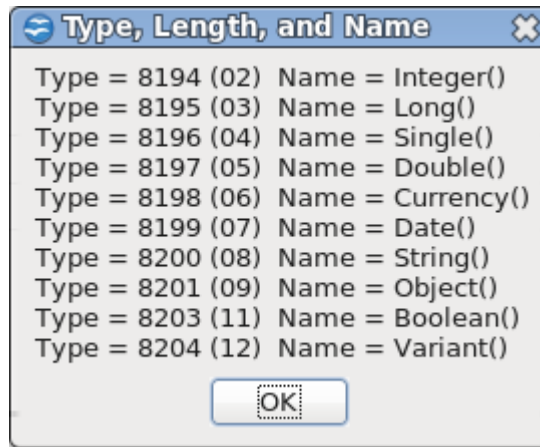 Type, Length, and Name
Type = 8194 (02)  Name = Integer()
Type = 8195 (03)  Name = Long()
Type = 8196 (04)  Name = Single()
Type = 8197 (05)  Name = Double()
Type = 8198 (06)  Name = Currency()
Type = 8199 (07)  Name = Date()
Type = 8200 (08)  Name = String()
Type = 8201 (09)  Name = Object()
Type = 8203 (11)  Name = Boolean()
Type = 8204 (12)  Name = Variant()
OK